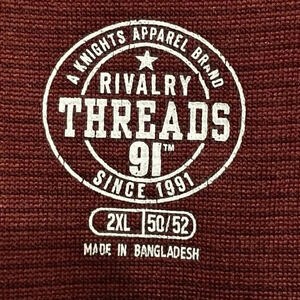 A KNIGHTS APPAREL BRAND
RIVALRY
THREADS
91™
SINCE 1991
2XL 50/52
MADE IN BANGLADESH